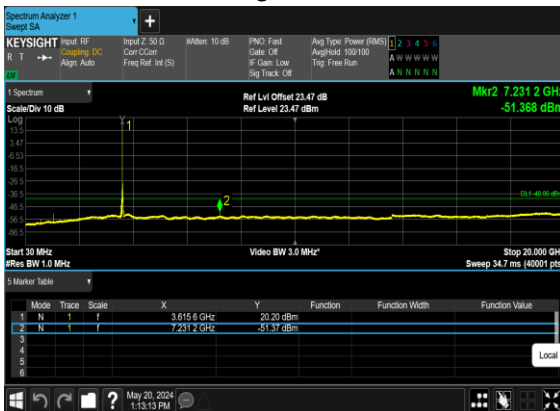 Spectrum Analyzer 1
Swept SA
+
KEYSIGHT
R T
LV
Input: RF
Coupling: DC
Align: Auto
Input Z: 50 Ω
Corr CCorr
Freq Ref: Int (S)
#Atten: 10 dB
PNO: Fast
Gate: Off
IF Gain: Low
Sig Track: Off
Avg Type: Power (RMS)
Avg|Hold: 100/100
Trig: Free Run
1 2 3 4 5 6
A W W W W W
A N N N N N
1 Spectrum
Scale/Div 10 dB
Ref Lvl Offset 23.47 dB
Ref Level 23.47 dBm
Mkr2 7.231 2 GHz
-51.368 dBm
Log
13.5
3.47
-6.53
-16.5
-26.5
-36.5
-46.5
-56.5
-66.5
1
2
DL1 -40.00 dBm
Start 30 MHz
#Res BW 1.0 MHz
Video BW 3.0 MHz*
Stop 20.000 GHz
Sweep 34.7 ms (40001 pts)
5 Marker Table
Mode Trace Scale X Y Function Function Width Function Value
1 N 1 f 3.615 6 GHz 20.20 dBm
2 N 1 f 7.231 2 GHz -51.37 dBm
3
4
5
6
Local
?
May 20, 2024
1:13:13 PM